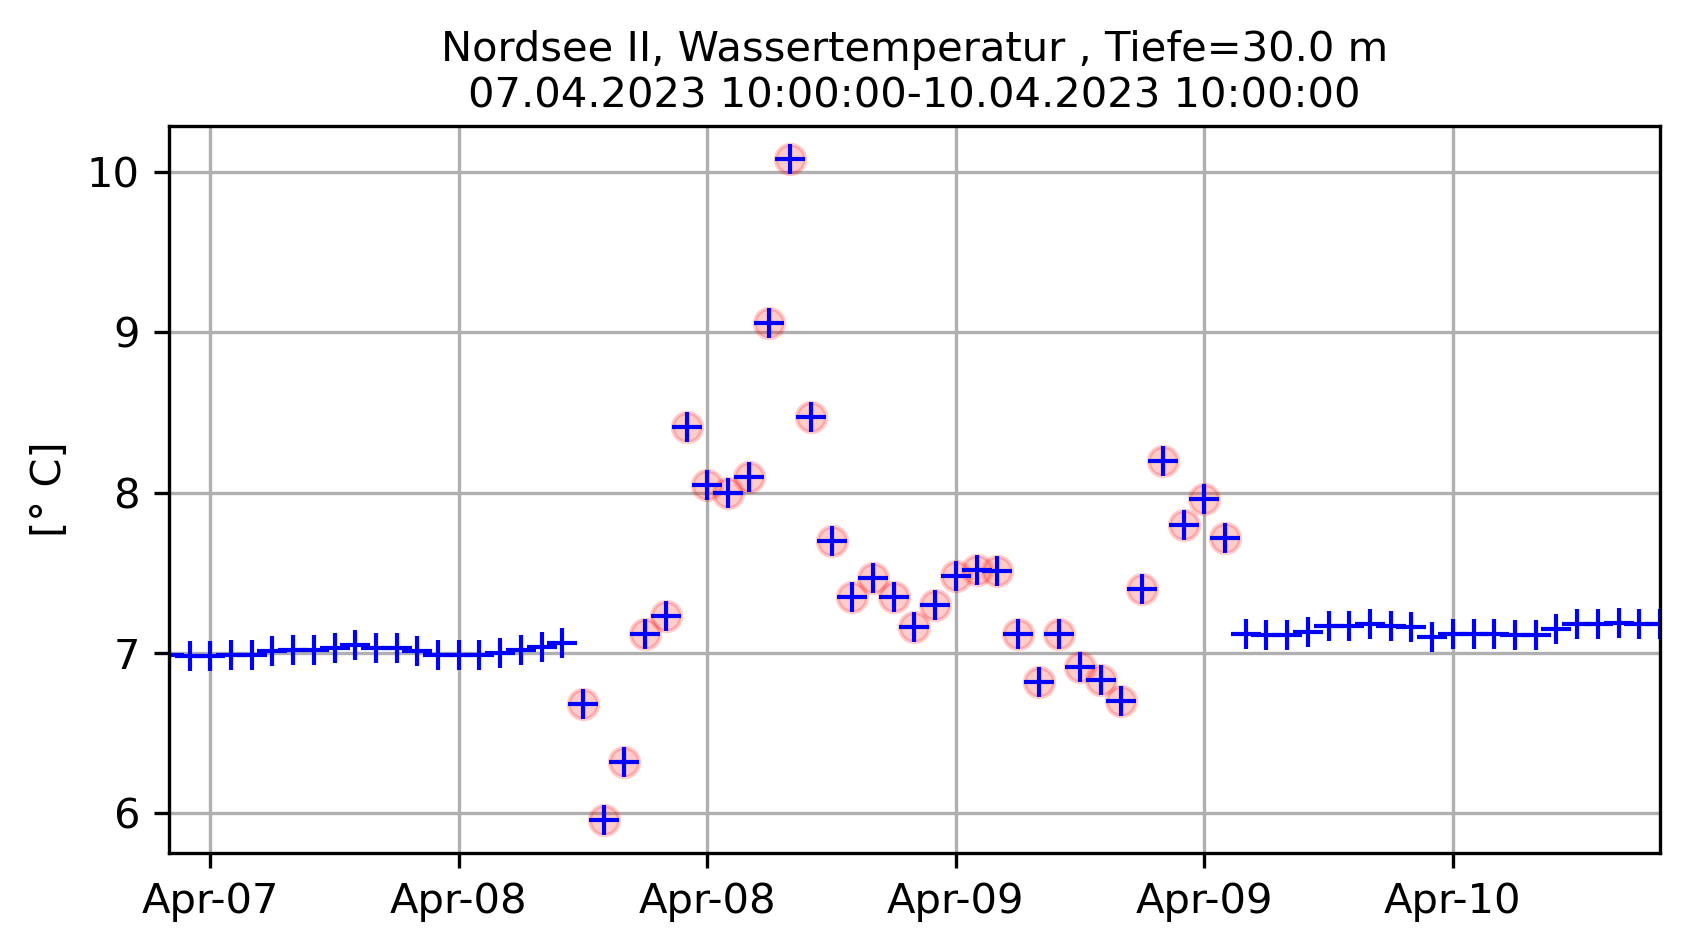 Nordsee II, Wassertemperatur , Tiefe=30.0 m
07.04.2023 10:00:00-10.04.2023 10:00:00
10
9
8
7
6
[° C]
Apr-07 Apr-08 Apr-08 Apr-09 Apr-09 Apr-10